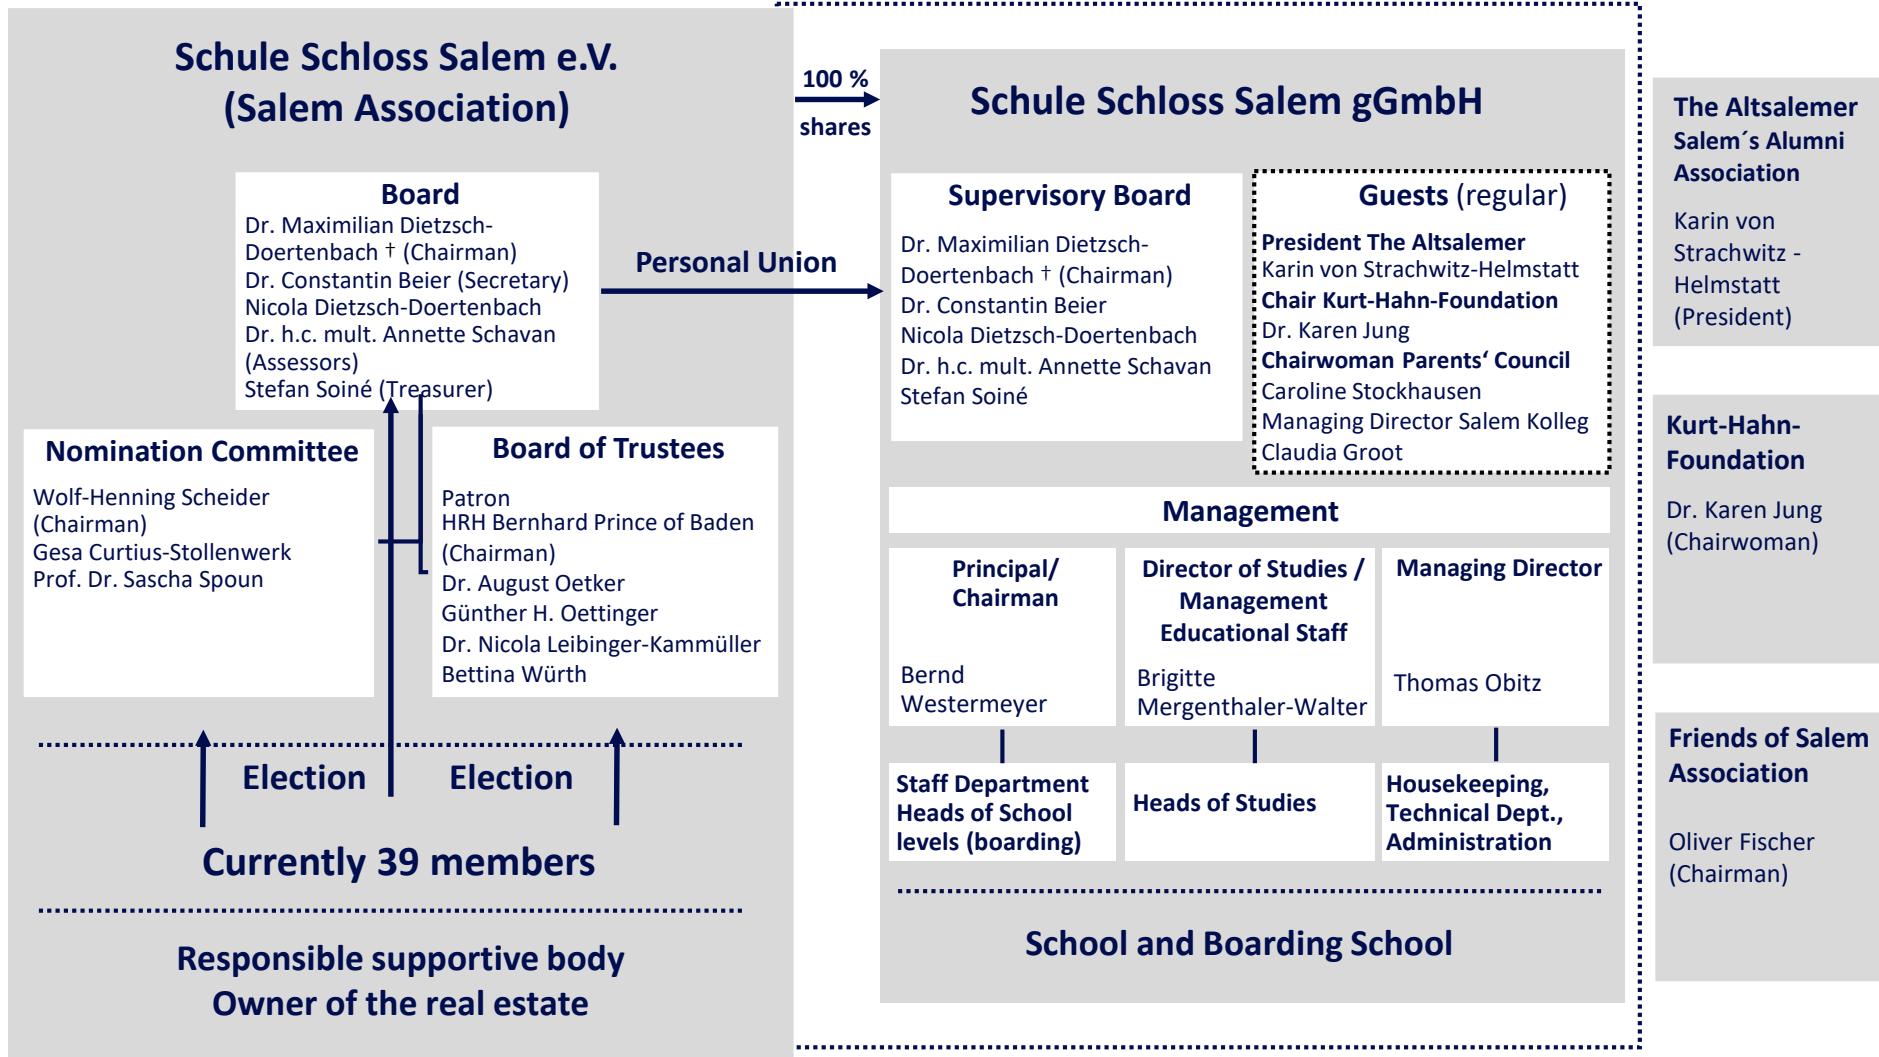 Schule Schloss Salem e.V.
(Salem Association)
Board
Dr. Maximilian Dietzsch-
Doertenbach † (Chairman)
Dr. Constantin Beier (Secretary)
Nicola Dietzsch-Doertenbach
Dr. h.c. mult. Annette Schavan
(Assessors)
Stefan Soiné (Treasurer)
Nomination Committee
Wolf-Henning Scheider
(Chairman)
Gesa Curtius-Stollenwerk
Prof. Dr. Sascha Spoun
Board of Trustees
Patron
HRH Bernhard Prince of Baden
(Chairman)
Dr. August Oetker
Günther H. Oettinger
Dr. Nicola Leibinger-Kammüller
Bettina Würth
Election
Election
Currently 39 members
Responsible supportive body
Owner of the real estate
100 %
shares
Personal Union
Schule Schloss Salem gGmbH
Supervisory Board
Dr. Maximilian Dietzsch-
Doertenbach † (Chairman)
Dr. Constantin Beier
Nicola Dietzsch-Doertenbach
Dr. h.c. mult. Annette Schavan
Stefan Soiné
Guests (regular)
President The Altsalemer
Karin von Strachwitz-Helmstatt
Chair Kurt-Hahn-Foundation
Dr. Karen Jung
Chairwoman Parents‘ Council
Caroline Stockhausen
Managing Director Salem Kolleg
Claudia Groot
Management
Principal/
Chairman
Bernd
Westermeyer
Director of Studies /
Management
Educational Staff
Brigitte
Mergenthaler-Walter
Managing Director
Thomas Obitz
Staff Department
Heads of School
levels (boarding)
Heads of Studies
Housekeeping,
Technical Dept.,
Administration
School and Boarding School
The Altsalemer
Salem´s Alumni
Association
Karin von
Strachwitz -
Helmstatt
(President)
Kurt-Hahn-
Foundation
Dr. Karen Jung
(Chairwoman)
Friends of Salem
Association
Oliver Fischer
(Chairman)